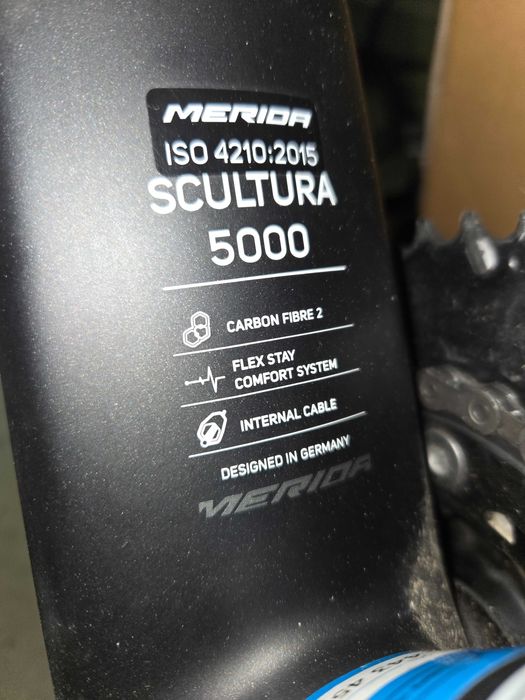 MERIDA
ISO 4210:2015
SCULTURA
5000
CARBON FIBRE 2
FLEX STAY
COMFORT SYSTEM
INTERNAL CABLE
DESIGNED IN GERMANY
MERIDA